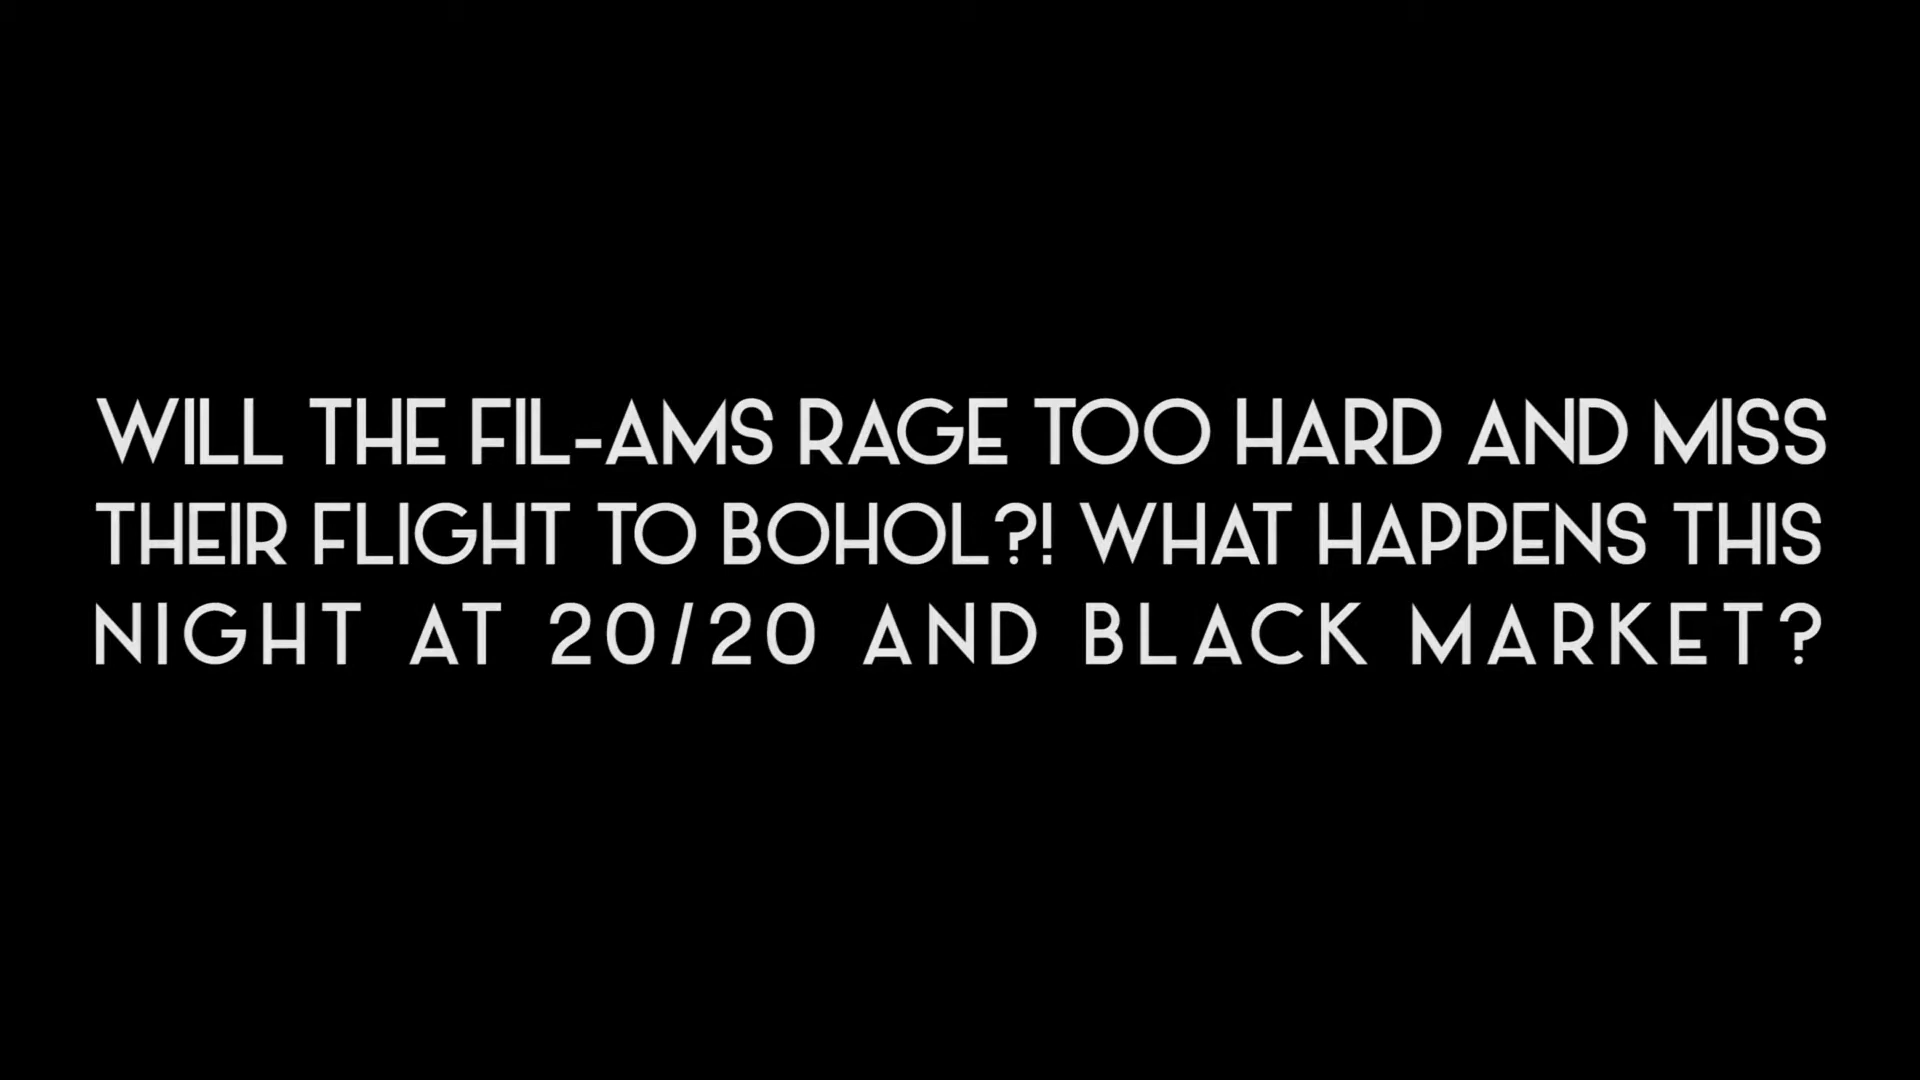 WILL THE FIL-AMS RAGE TOO HARD AND MISS
THEIR FLIGHT TO BOHOL?! WHAT HAPPENS THIS
NIGHT AT 20/20 AND BLACK MARKET?